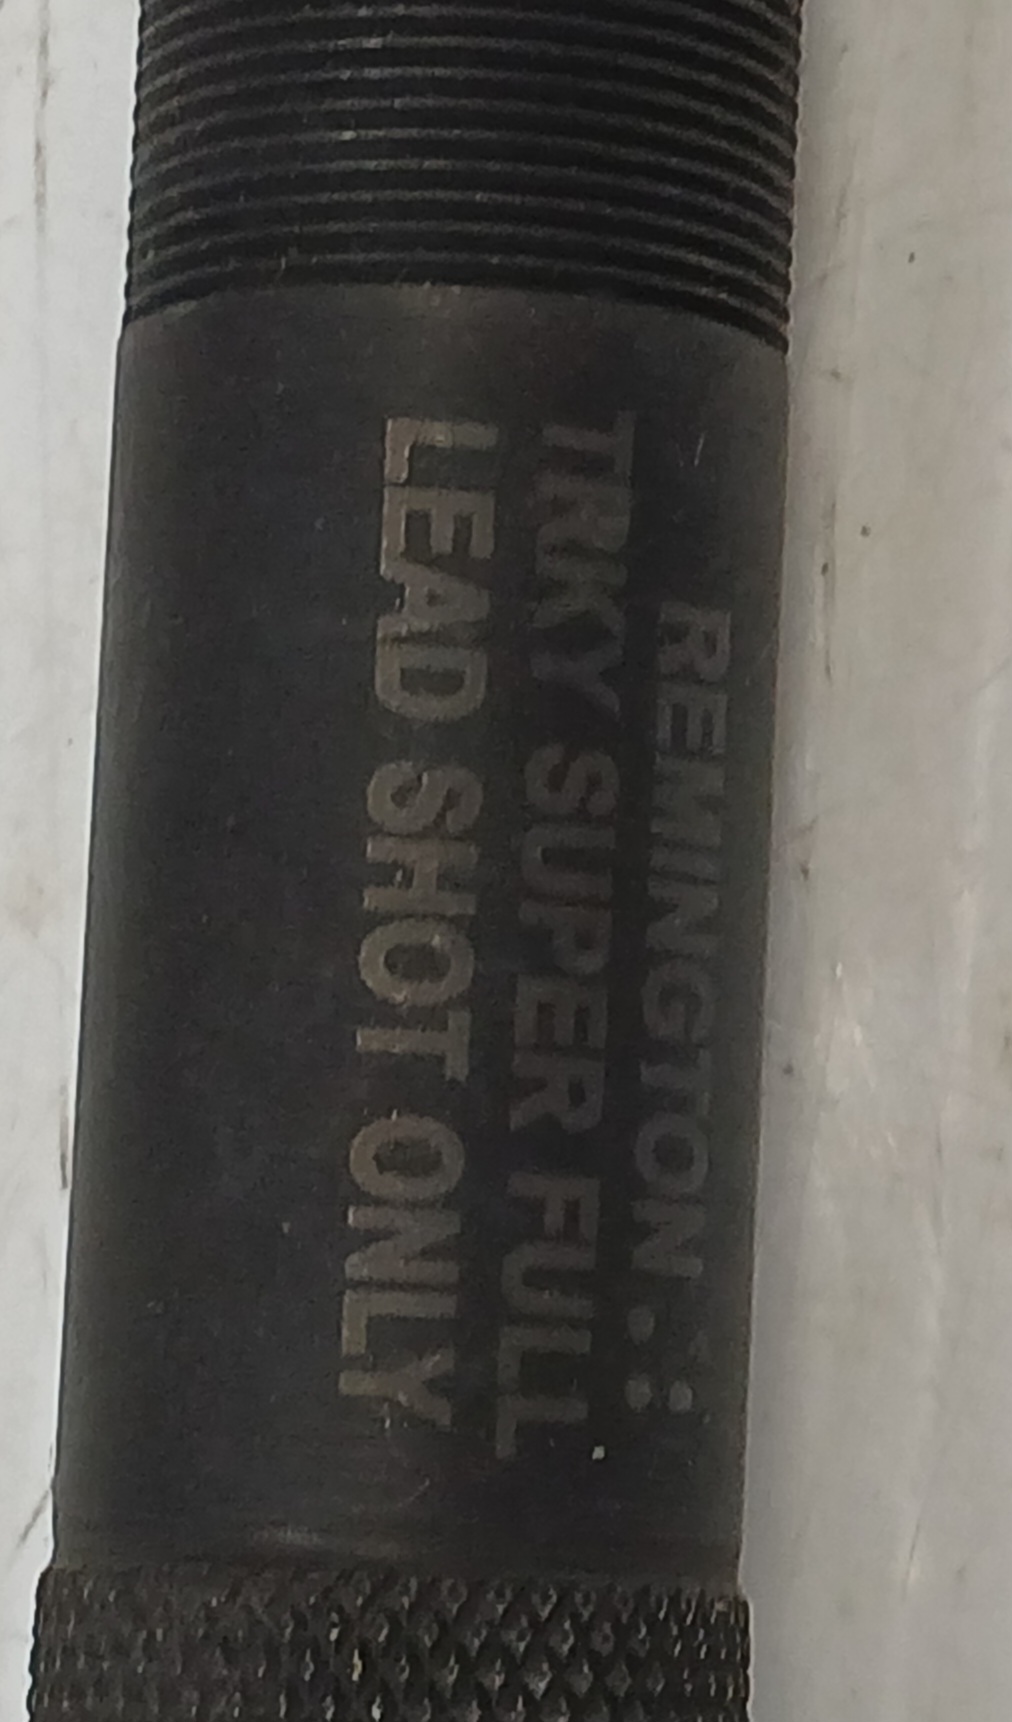 REMINGTON
TRKY SUPER FULL
LEAD SHOT ONLY